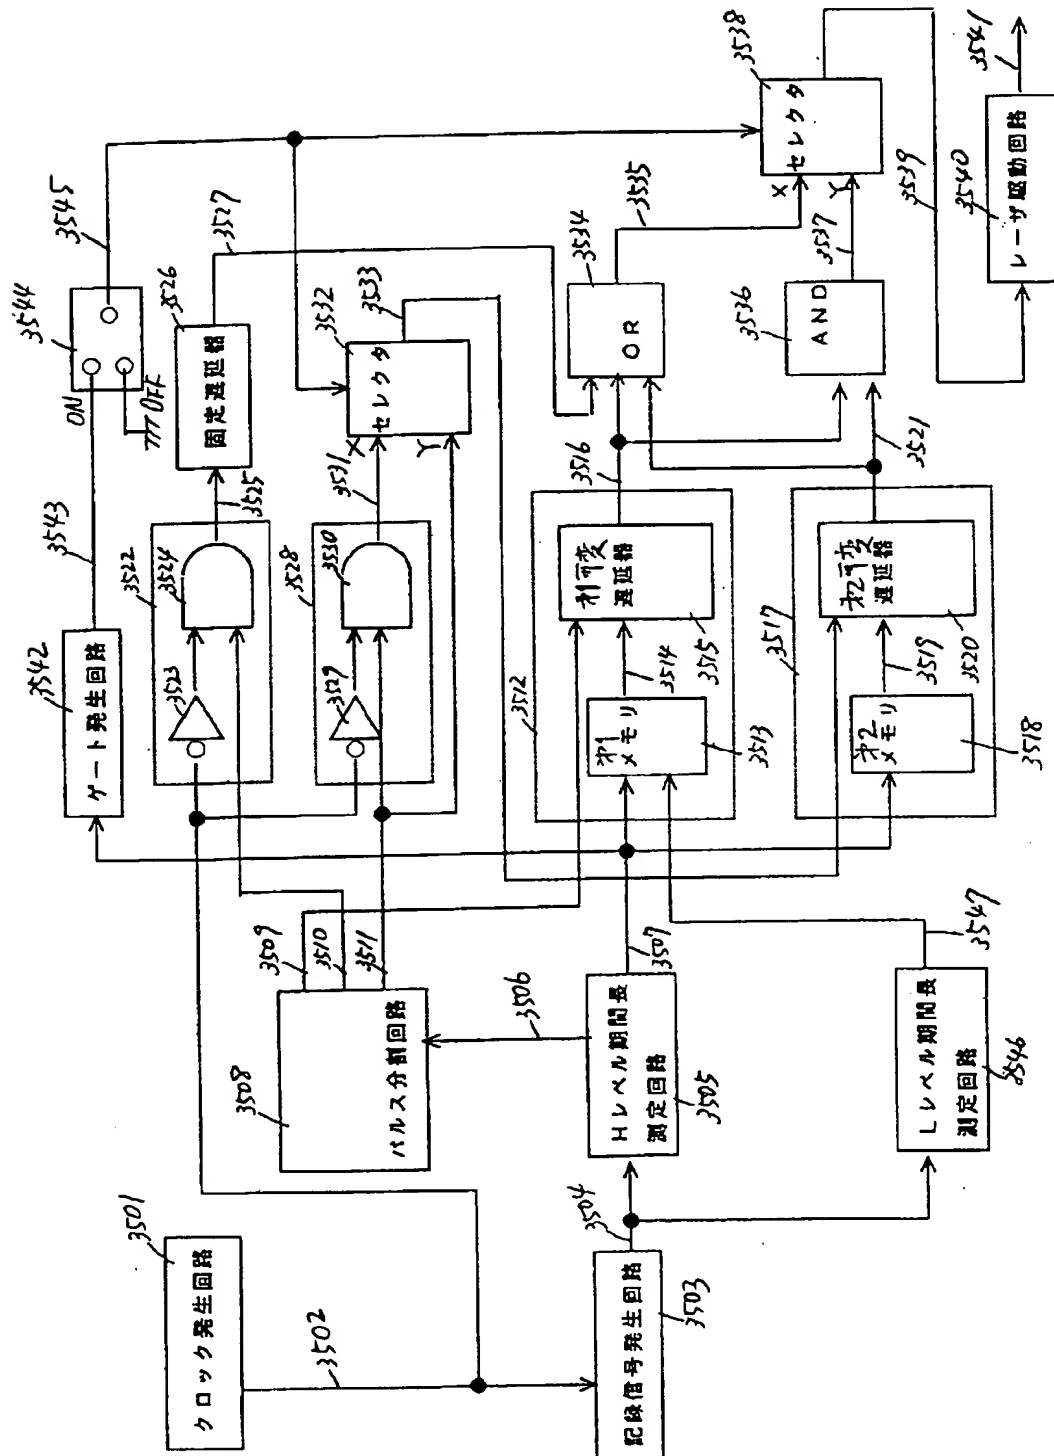 3501
クロック発生回路
3502
記録信号発生回路
3503
3504
3508
パルス分割回路
3509
3510
3511
3506
Hレベル期間長
測定回路
3505
3507
Lレベル期間長
測定回路
3546
3547
3542
ゲート発生回路
3543
3522
3523
3524
3525
3528
3529
3530
3531
3512
第1
メモリ
3513
3514
第1可変
遅延器
3515
3516
3517
第2
メモリ
3518
3519
第2可変
遅延器
3520
3521
3544
ON
OFF
3545
3526
固定遅延器
3527
3532
X
セレクタ
Y
3533
3534
OR
3535
3536
AND
3537
3538
X
セレクタ
Y
3539
3540
レーザ駆動回路
3541